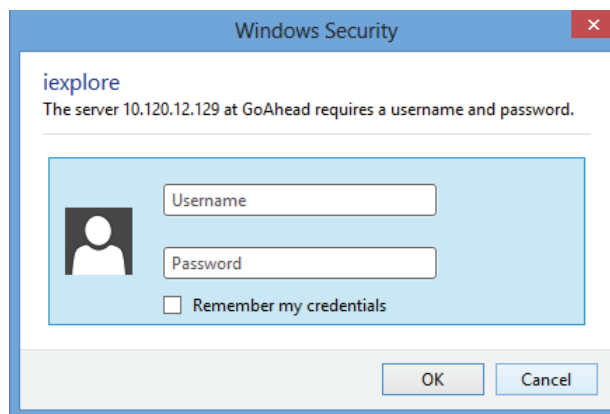 Windows Security
iexplore
The server 10.120.12.129 at GoAhead requires a username and password.
Username
Password
Remember my credentials
OK
Cancel